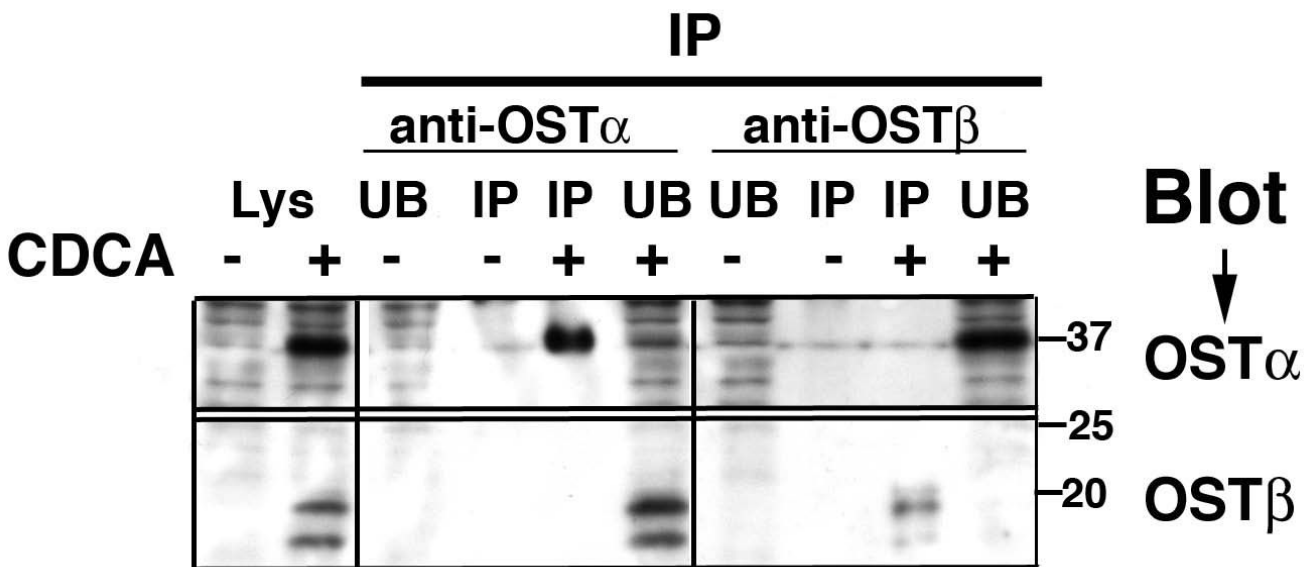 IP
anti-OSTα anti-OSTβ
Lys UB IP IP UB UB IP IP UB Blot
CDCA - + - - + + - - + +
37
OSTα
25
20
OSTβ